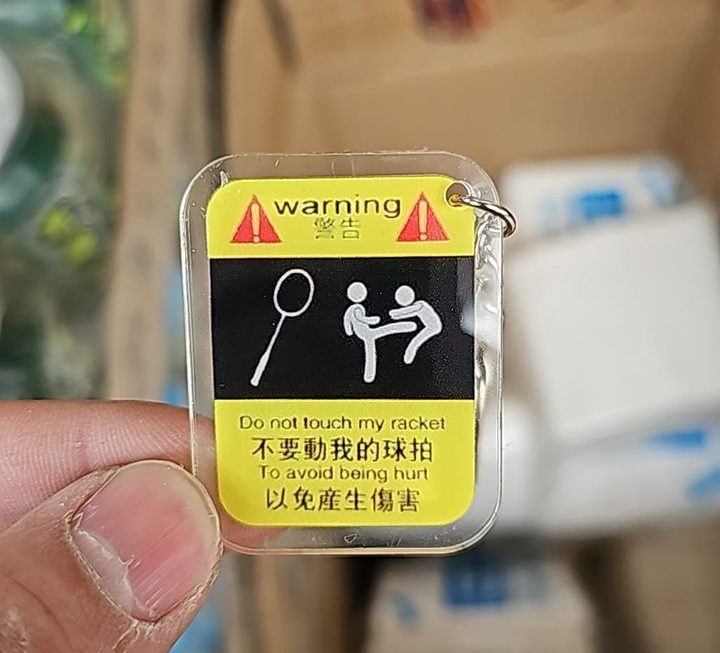 warning
警告
Do not touch my racket
不要動我的球拍
To avoid being hurt
以免産生傷害